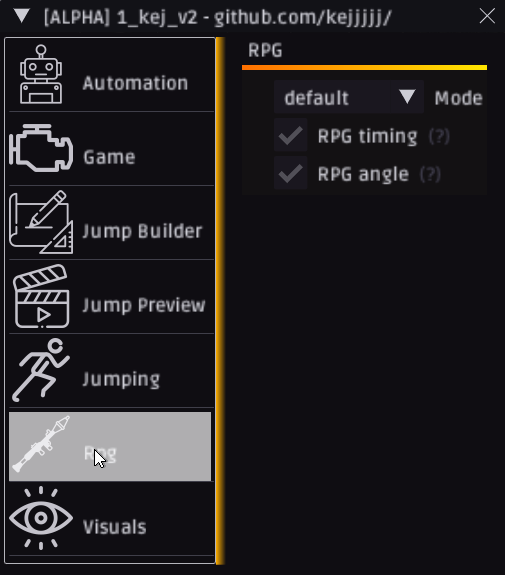 [ALPHA] 1_kej_v2 - github.com/kejjjjj/
RPG
Automation
default
Mode
RPG timing (?)
Game
RPG angle (?)
Jump Builder
Jump Preview
Jumping
Rpg
Visuals